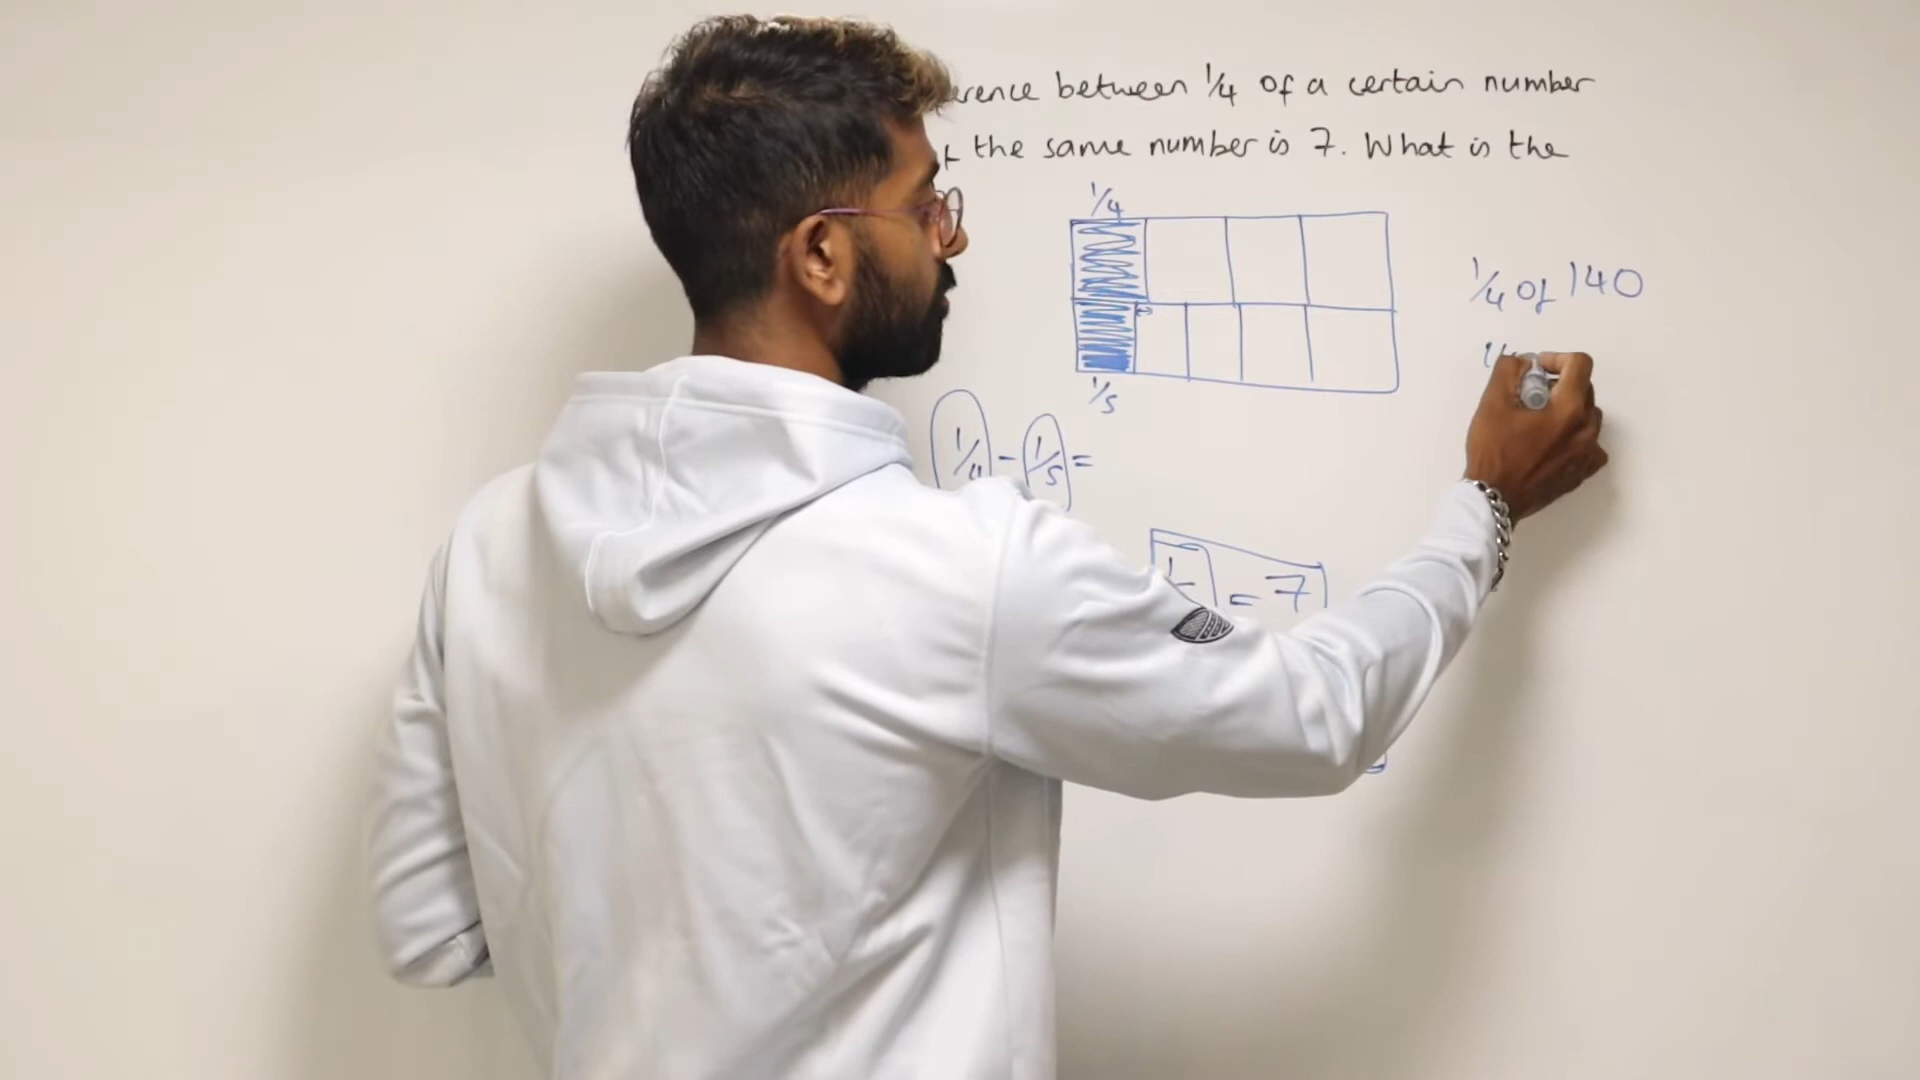 between 1/4 of a certain number
the same number is 7. What is the
1/4
1/4 of 140
1/5
1/4 - 1/5 =
= 7